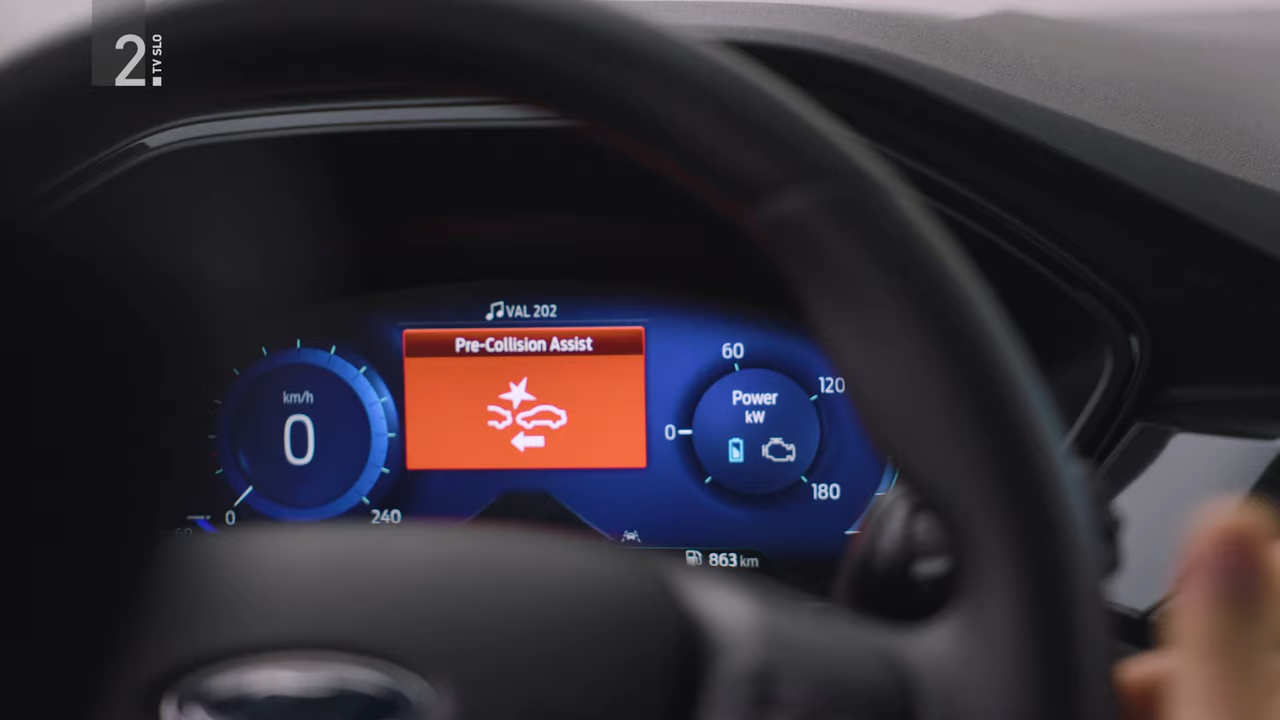 2
TV SLO
VAL 202
Pre-Collision Assist
km/h
0
0
240
60
120
180
0
Power
kW
863 km